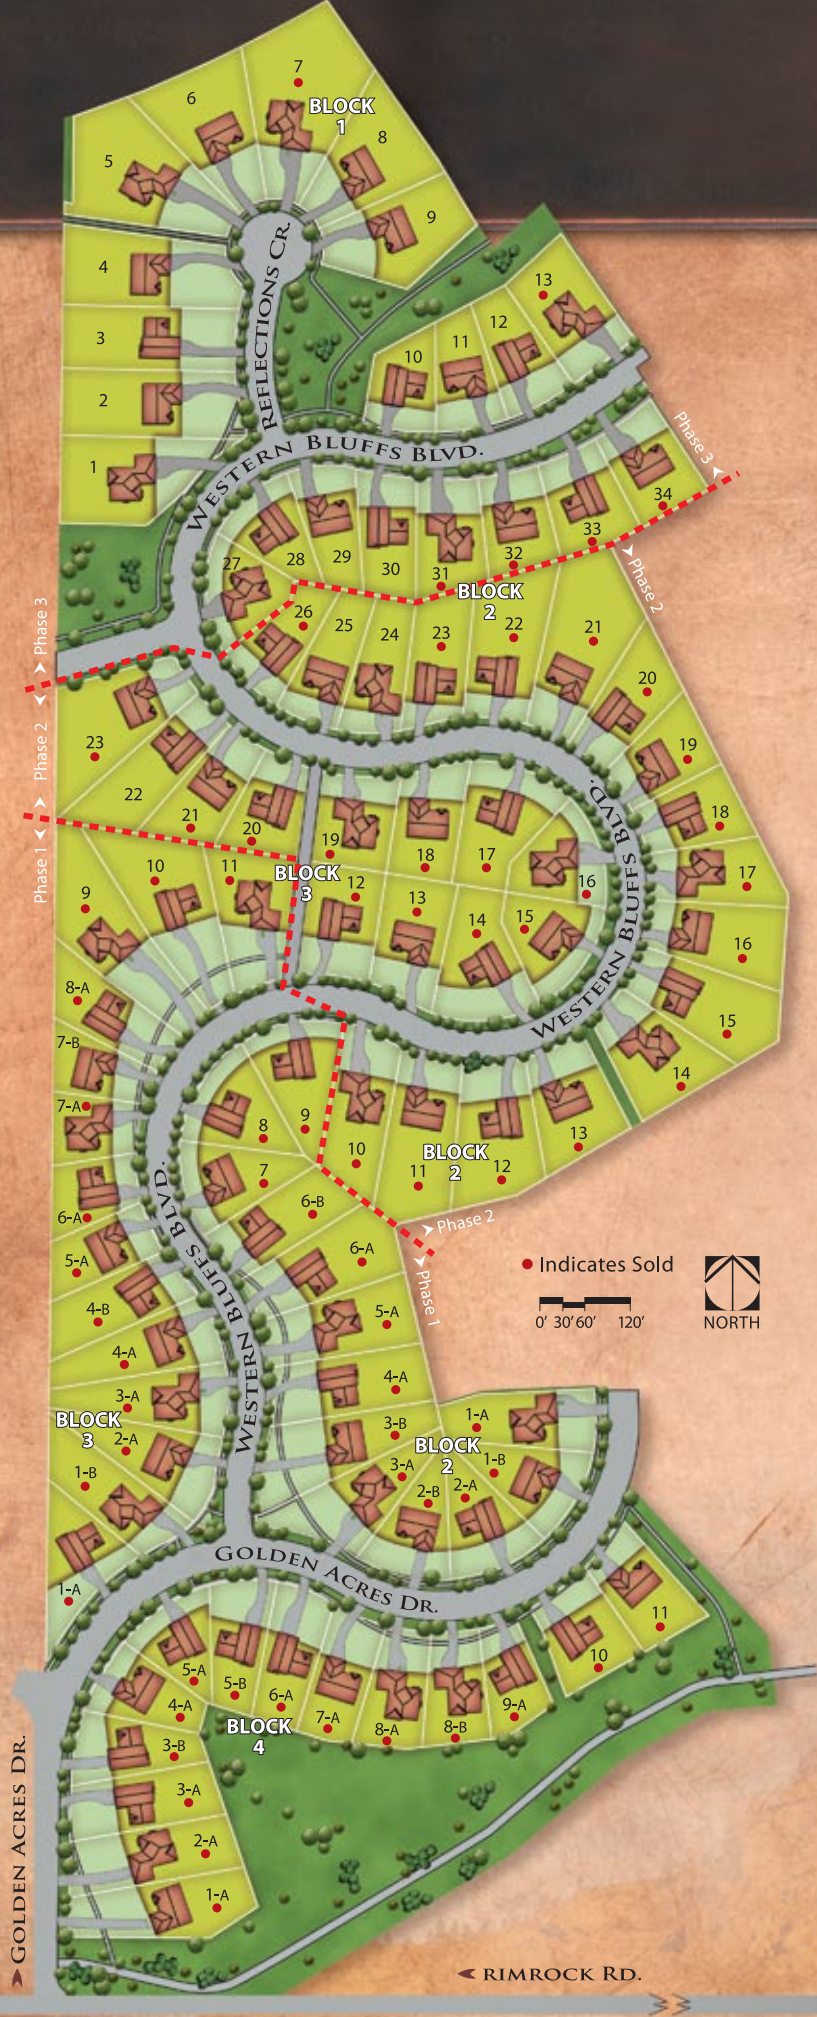 7
BLOCK
1
6
8
5
9
4
13
3
12
11
10
2
REFLECTIONS CR.
1
WESTERN BLUFFS BLVD.
Phase 3
34
33
32
31
30
29
28
27
BLOCK
2
Phase 2
Phase 3
26
25
24
23
22
21
20
19
18
17
16
15
14
Phase 2
23
22
21
20
19
18
17
16
15
14
13
12
WESTERN BLUFFS BLVD.
Phase 1
BLOCK
3
11
10
9
8-A
7-B
7-A
6-A
5-A
4-B
4-A
3-A
BLOCK
3
2-A
1-B
1-A
WESTERN BLUFFS BLVD.
13
12
11
10
BLOCK
2
9
8
7
6-B
6-A
Phase 2
Phase 1
5-A
4-A
3-B
3-A
2-B
2-A
1-B
1-A
BLOCK
2
Indicates Sold
0' 30' 60' 120'
NORTH
GOLDEN ACRES DR.
11
10
9-A
8-B
8-A
7-A
6-A
5-B
5-A
4-A
BLOCK
4
3-B
3-A
2-A
1-A
GOLDEN ACRES DR.
RIMROCK RD.